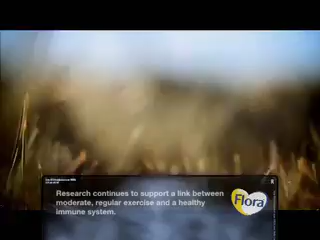 Research continues to support a link between
moderate, regular exercise and a healthy
immune system.
Flora